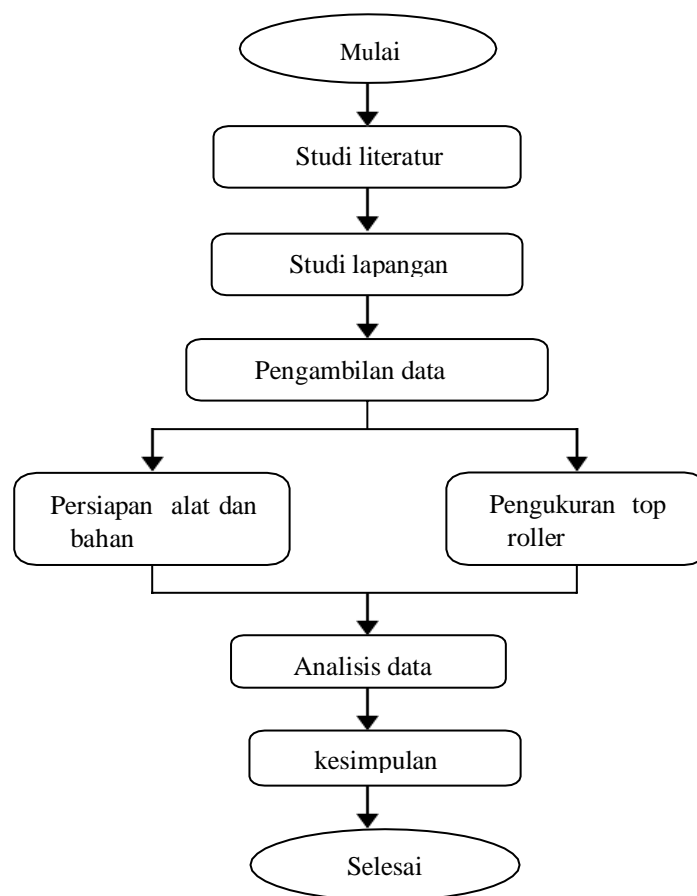 Mulai
Studi literatur
Studi lapangan
Pengambilan data
Persiapan alat dan
bahan
Pengukuran top
roller
Analisis data
kesimpulan
Selesai